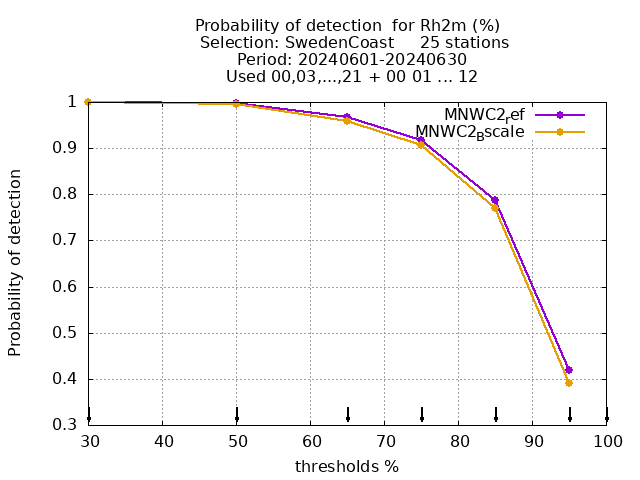 Probability of detection  for Rh2m (%)
Selection: SwedenCoast     25 stations
Period: 20240601-20240630
Used 00,03,...,21 + 00 01 ... 12
MNWC2ref
MNWC2Bscale
1
0.9
0.8
0.7
0.6
0.5
0.4
0.3
Probability of detection
30 40 50 60 70 80 90 100
thresholds %